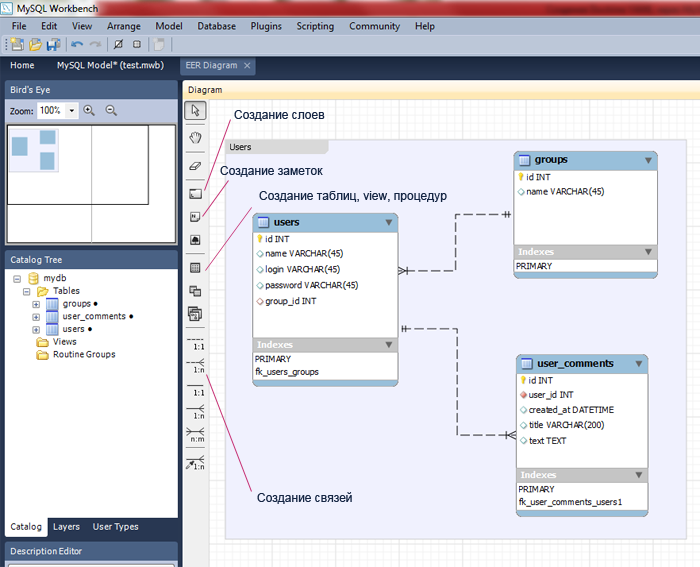 MySQL Workbench
File Edit View Arrange Model Database Plugins Scripting Community Help
Home MySQL Model* (test.mwb) EER Diagram
Bird's Eye
Zoom: 100%
Catalog Tree
mydb
Tables
groups
user_comments
users
Views
Routine Groups
Catalog Layers User Types
Description Editor
Diagram
1:1
1:n
1:1
1:n
n:m
1:n
Создание слоев
Создание заметок
Создание таблиц, view, процедур
Создание связей
Users
users
id INT
name VARCHAR(45)
login VARCHAR(45)
password VARCHAR(45)
group_id INT
Indexes
PRIMARY
fk_users_groups
groups
id INT
name VARCHAR(45)
Indexes
PRIMARY
user_comments
id INT
user_id INT
created_at DATETIME
title VARCHAR(200)
text TEXT
Indexes
PRIMARY
fk_user_comments_users1